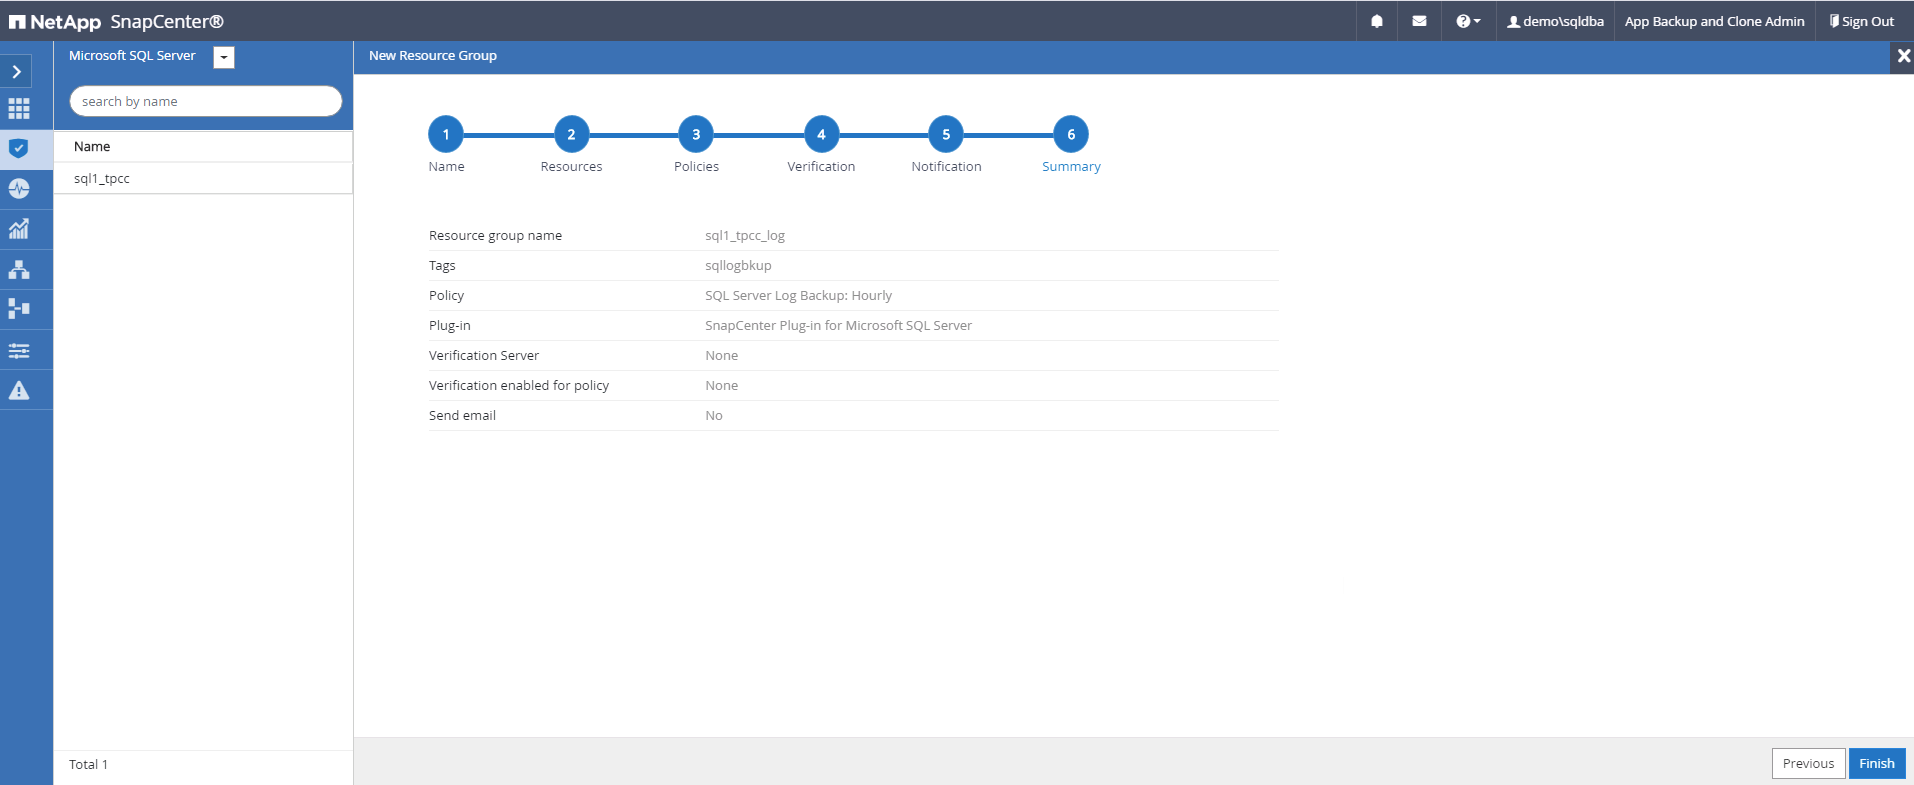 NetApp SnapCenter®
demo\sqldba
App Backup and Clone Admin
Sign Out
Microsoft SQL Server
New Resource Group
search by name
Name
sql1_tpcc
Total 1
1 2 3 4 5 6
Name Resources Policies Verification Notification Summary
Resource group name sql1_tpcc_log
Tags sqllogbkup
Policy SQL Server Log Backup: Hourly
Plug-in SnapCenter Plug-in for Microsoft SQL Server
Verification Server None
Verification enabled for policy None
Send email No
Previous Finish